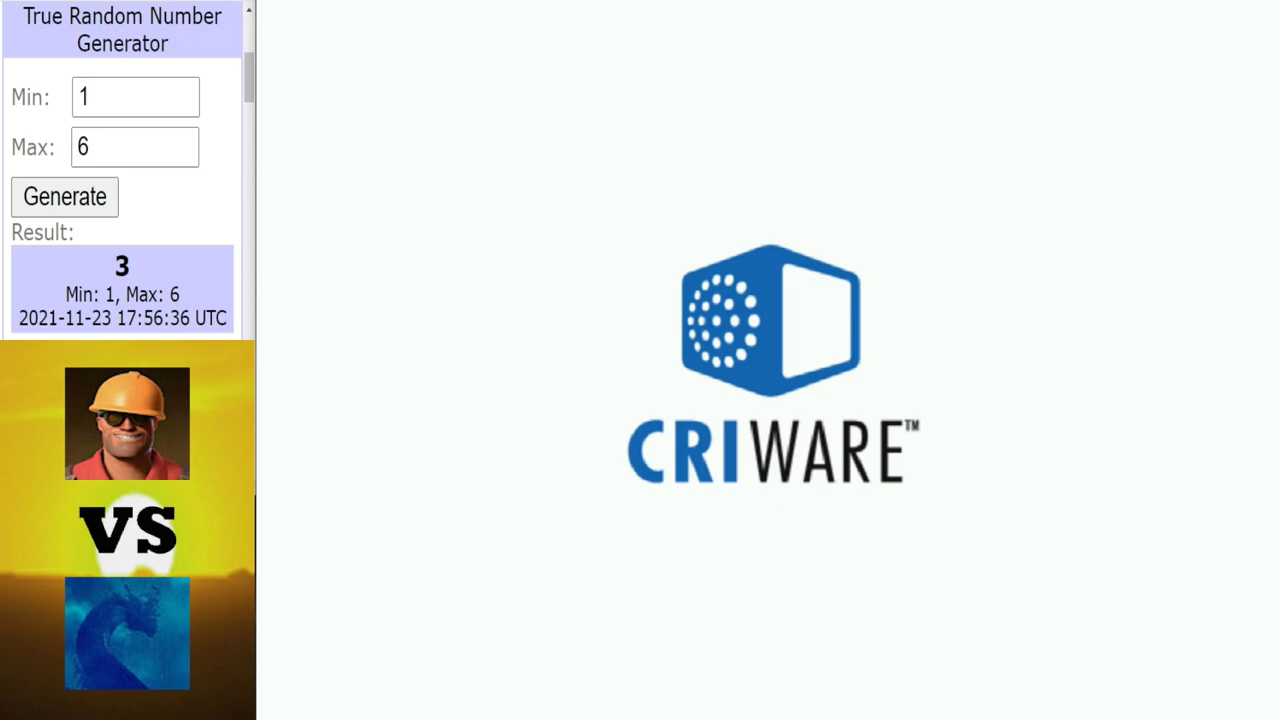 True Random Number
Generator
Min: 1
Max: 6
Generate
Result:
3
Min: 1, Max: 6
2021-11-23 17:56:36 UTC
VS
CRIWARE™